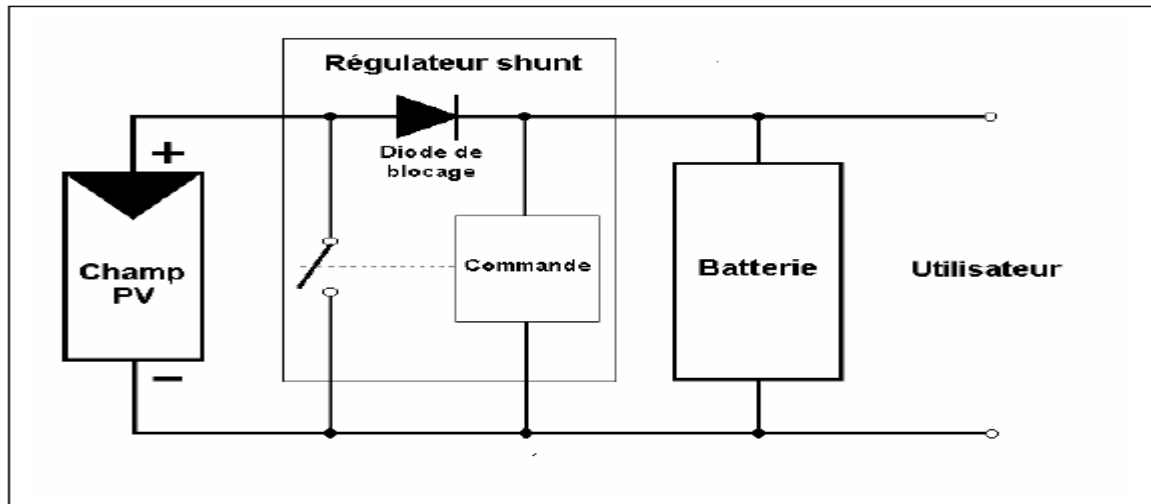 Régulateur shunt
+
Diode de
blocage
Champ
PV
Commande
Batterie
Utilisateur
−